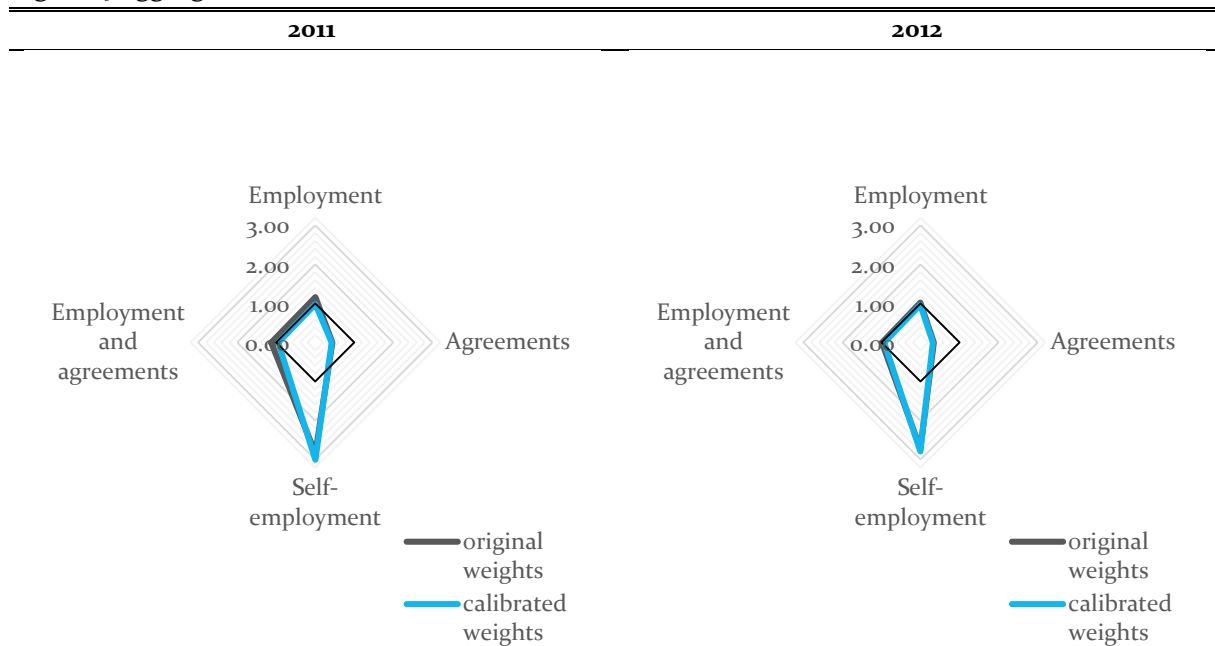 2011
2012
Employment
3.00
2.00
1.00
0.00
Employment
and
agreements
Agreements
Self-
employment
original
weights
calibrated
weights
Employment
3.00
2.00
1.00
0.00
Employment
and
agreements
Agreements
Self-
employment
original
weights
calibrated
weights